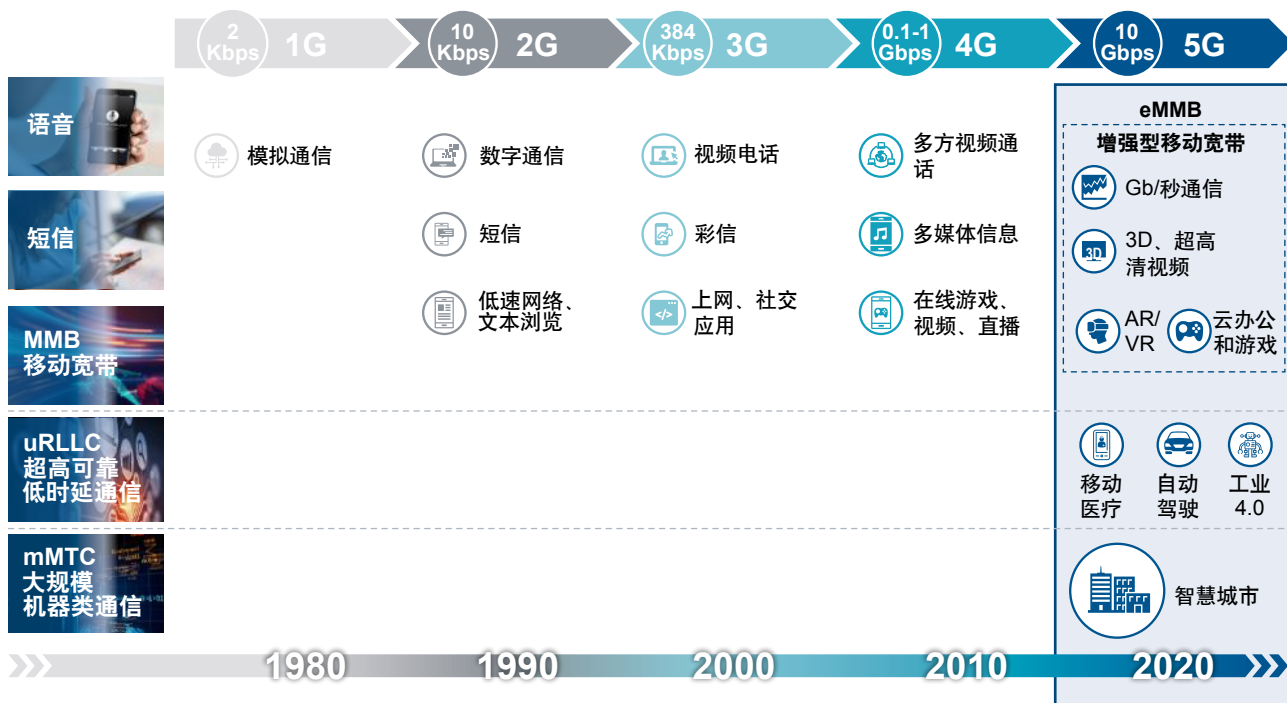 2
Kbps
1G
10
Kbps
2G
384
Kbps
3G
0.1-1
Gbps
4G
10
Gbps
5G
语音
模拟通信
数字通信
视频电话
多方视频通
话
eMMB
增强型移动宽带
Gb/秒通信
短信
短信
彩信
多媒体信息
3D
3D、超高
清视频
MMB
移动宽带
低速网络、
文本浏览
</>
上网、社交
应用
在线游戏、
视频、直播
AR/
VR
云办公
和游戏
uRLLC
超高可靠
低时延通信
移动
医疗
自动
驾驶
工业
4.0
mMTC
大规模
机器类通信
智慧城市
1980
1990
2000
2010
2020